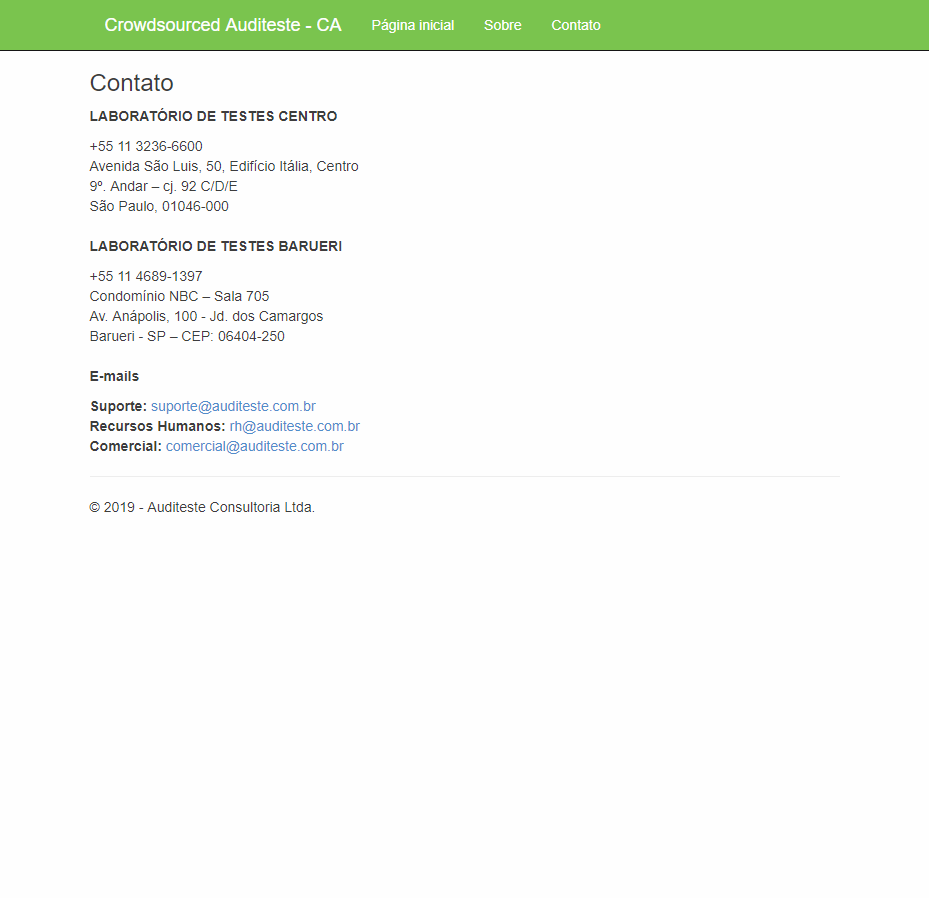 Crowdsourced Auditeste - CA Página inicial Sobre Contato
Contato
LABORATÓRIO DE TESTES CENTRO
+55 11 3236-6600
Avenida São Luis, 50, Edifício Itália, Centro
9º. Andar – cj. 92 C/D/E
São Paulo, 01046-000
LABORATÓRIO DE TESTES BARUERI
+55 11 4689-1397
Condomínio NBC – Sala 705
Av. Anápolis, 100 - Jd. dos Camargos
Barueri - SP – CEP: 06404-250
E-mails
Suporte: suporte@auditeste.com.br
Recursos Humanos: rh@auditeste.com.br
Comercial: comercial@auditeste.com.br
© 2019 - Auditeste Consultoria Ltda.